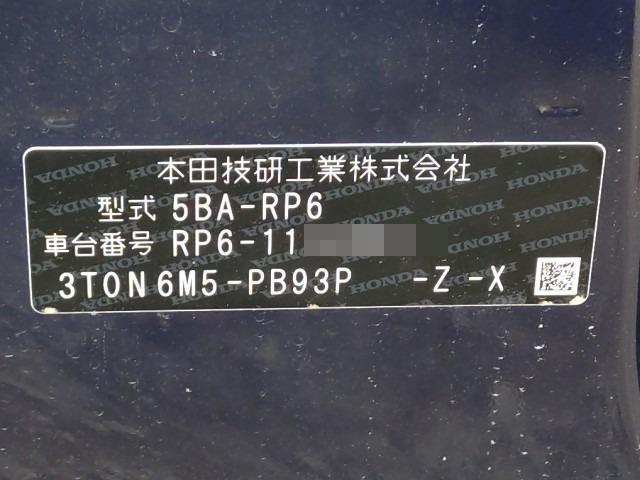 本田技研工業株式会社
型式 5BA-RP6
車台番号 RP6-11
3TON6M5-PB93P -Z-X